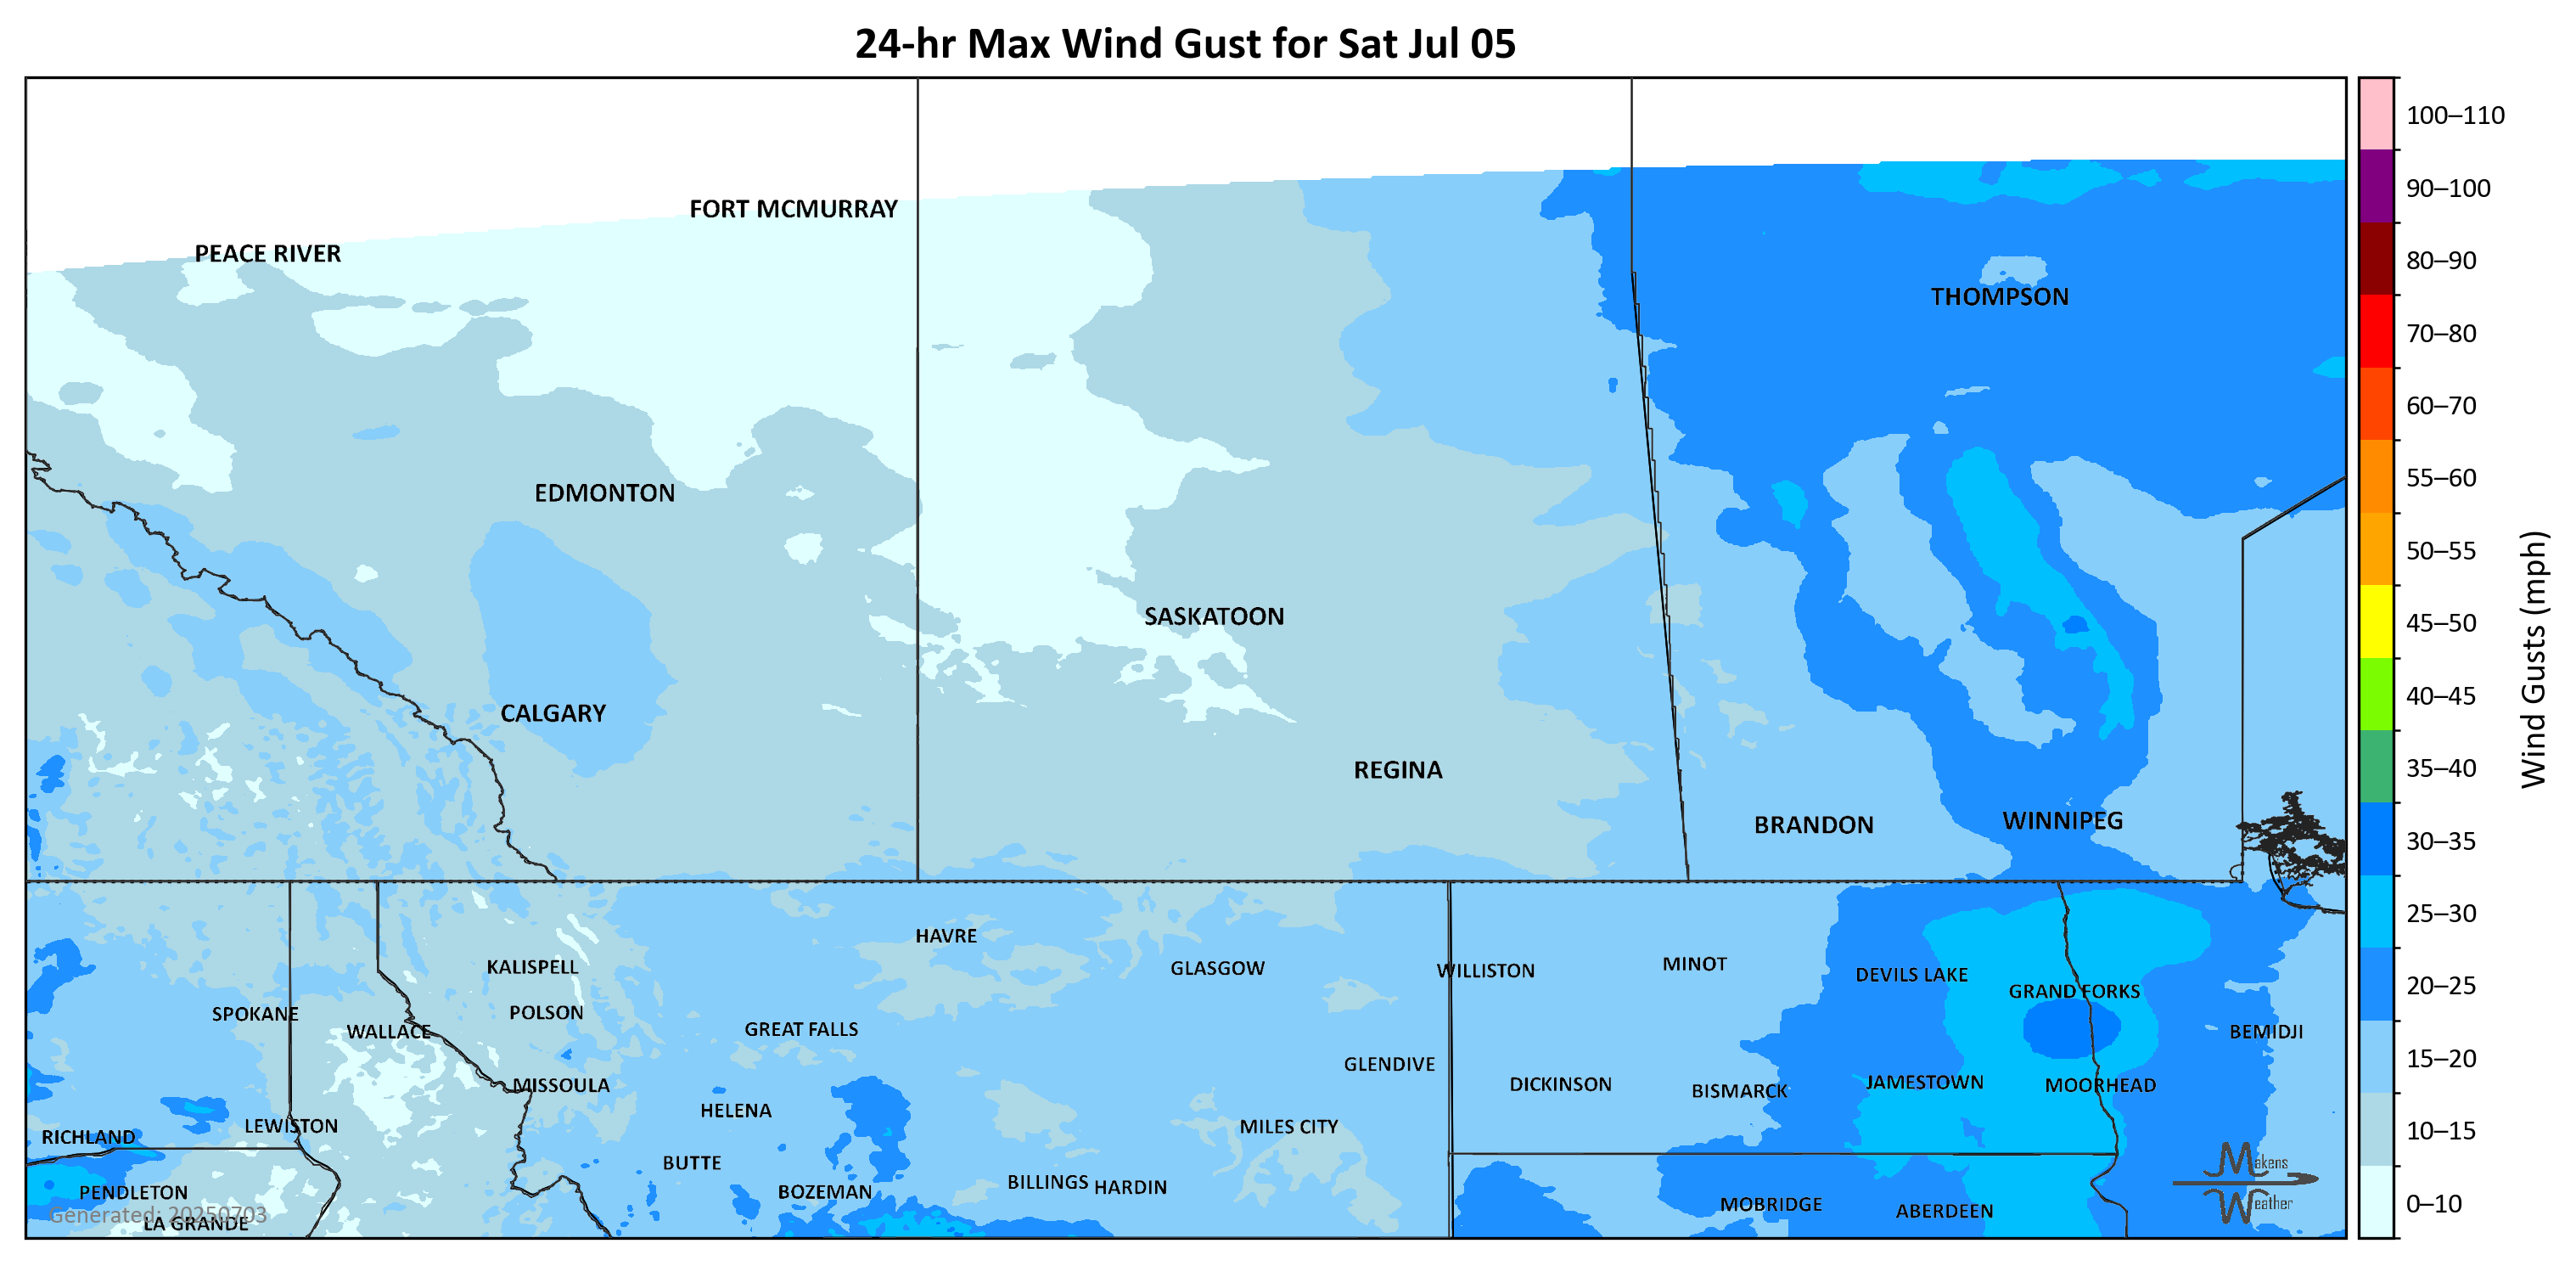 24-hr Max Wind Gust for Sat Jul 05
FORT MCMURRAY
PEACE RIVER
THOMPSON
EDMONTON
SASKATOON
CALGARY
REGINA
BRANDON
WINNIPEG
HAVRE
KALISPELL
GLASGOW
WILLISTON
MINOT
DEVILS LAKE
GRAND FORKS
SPOKANE
POLSON
WALLACE
GREAT FALLS
BEMIDJI
GLENDIVE
MISSOULA
DICKINSON
BISMARCK
JAMESTOWN
MOORHEAD
HELENA
LEWISTON
MILES CITY
RICHLAND
BUTTE
BILLINGS
HARDIN
PENDLETON
BOZEMAN
MOBRIDGE
ABERDEEN
LA GRANDE
Generated: 20250703
Makens
Weather
100–110
90–100
80–90
70–80
60–70
55–60
50–55
45–50
40–45
35–40
30–35
25–30
20–25
15–20
10–15
0–10
Wind Gusts (mph)